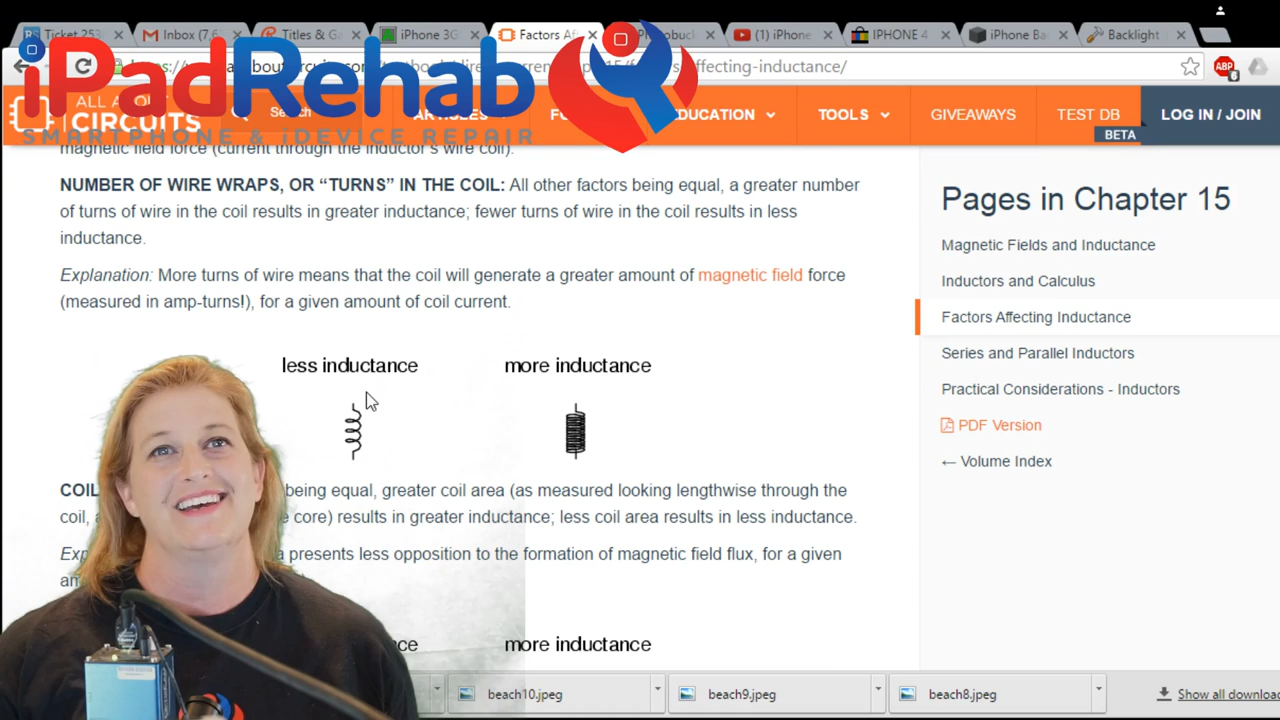 Ticket 253
Inbox (7,6
Titles & Ga
iPhone 3G
Factors Af
(1) iPhone
IPHONE 4
iPhone Ba
Backlight
iPadRehab
SMARTPHONE & iDEVICE REPAIR
ffecting-inductance/
ABP
6
ALL ABOU
CIRCUITS
Search
ARTICLES
EDUCATION
TOOLS
GIVEAWAYS
TEST DB
BETA
LOG IN / JOIN
magnetic field force (current through the inductor's wire coil).
NUMBER OF WIRE WRAPS, OR “TURNS” IN THE COIL: All other factors being equal, a greater number
of turns of wire in the coil results in greater inductance; fewer turns of wire in the coil results in less
inductance.
Explanation: More turns of wire means that the coil will generate a greater amount of magnetic field force
(measured in amp-turns!), for a given amount of coil current.
less inductance more inductance
COIL being equal, greater coil area (as measured looking lengthwise through the
coil, core) results in greater inductance; less coil area results in less inductance.
presents less opposition to the formation of magnetic field flux, for a given
more inductance
Pages in Chapter 15
Magnetic Fields and Inductance
Inductors and Calculus
Factors Affecting Inductance
Series and Parallel Inductors
Practical Considerations - Inductors
PDF Version
← Volume Index
beach10.jpeg
beach9.jpeg
beach8.jpeg
Show all downloa